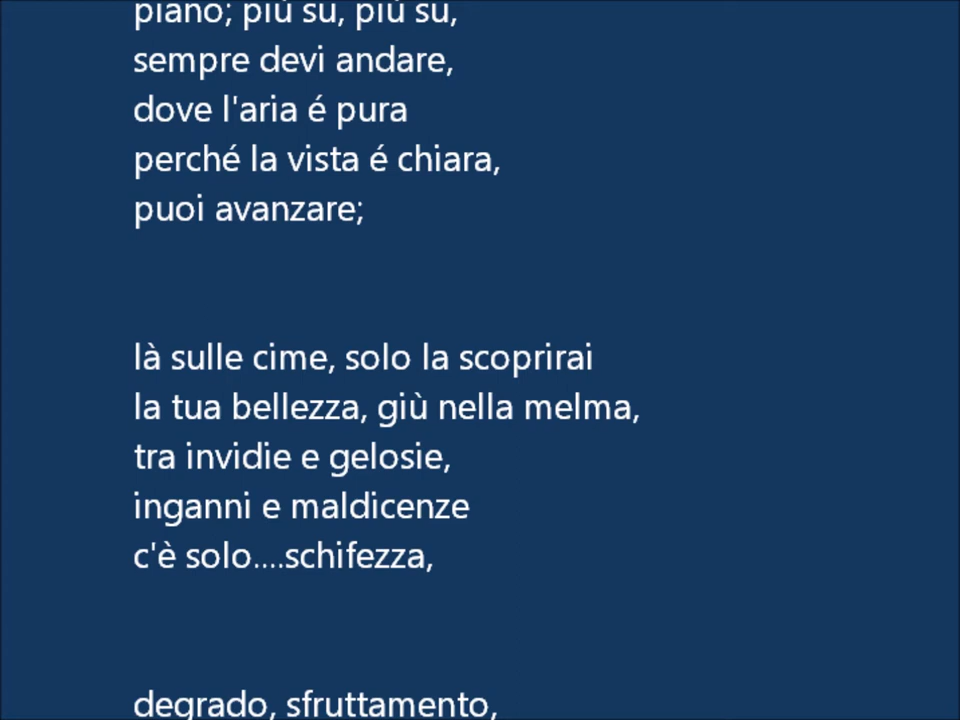 piano; più su, più su,
sempre devi andare,
dove l'aria é pura
perché la vista é chiara,
puoi avanzare;
là sulle cime, solo la scoprirai
la tua bellezza, giù nella melma,
tra invidie e gelosie,
inganni e maldicenze
c'è solo....schifezza,
degrado, sfruttamento,